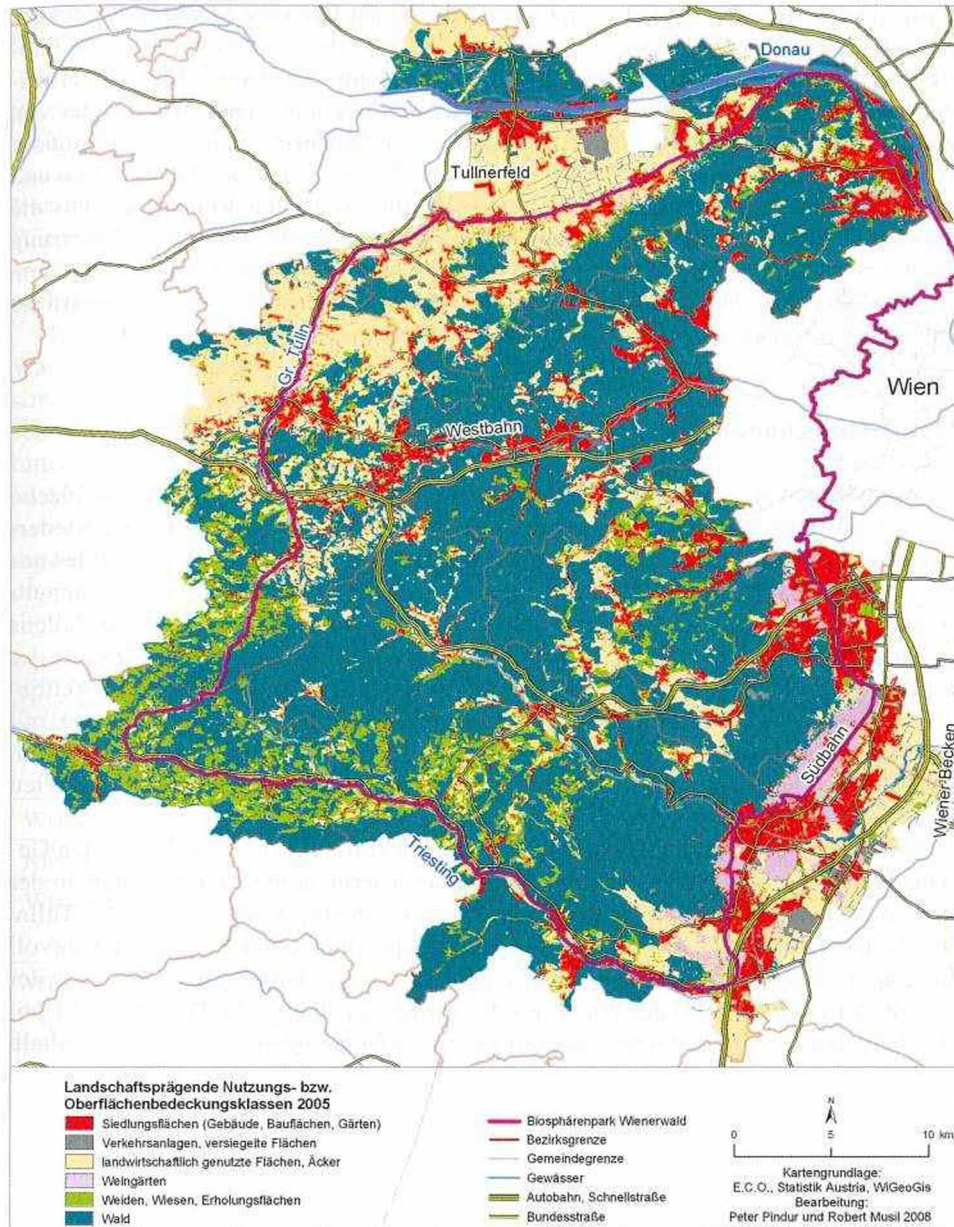 Donau
Tullnerfeld
Gr. Tulln
Wien
Westbahn
Südbahn
Wiener Becken
Triesting
Landschaftsprägende Nutzungs- bzw.
Oberflächenbedeckungsklassen 2005
Siedlungsflächen (Gebäude, Bauflächen, Gärten)
Verkehrsanlagen, versiegelte Flächen
landwirtschaftlich genutzte Flächen, Äcker
Weingärten
Weiden, Wiesen, Erholungsflächen
Wald
Biosphärenpark Wienerwald
Bezirksgrenze
Gemeindegrenze
Gewässer
Autobahn, Schnellstraße
Bundesstraße
N
0 5 10 km
Kartengrundlage:
E.C.O., Statistik Austria, WiGeoGis
Bearbeitung:
Peter Pindur und Robert Musil 2008